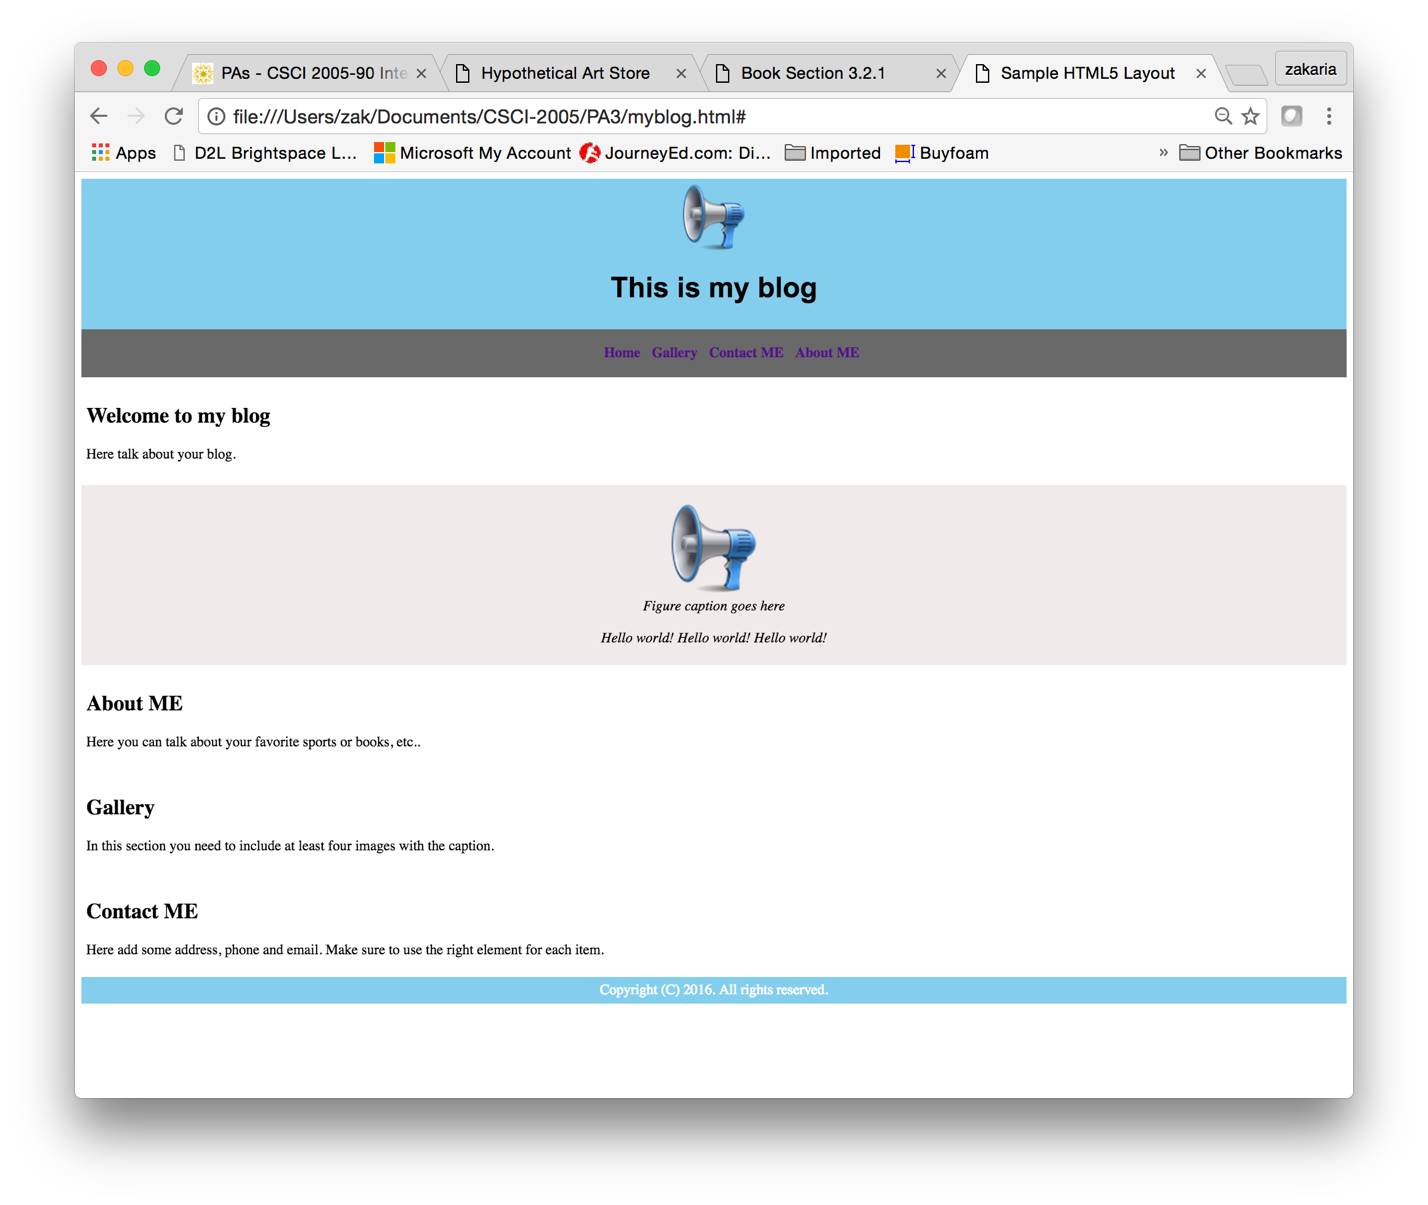 PAs - CSCI 2005-90 Inte
Hypothetical Art Store
Book Section 3.2.1
Sample HTML5 Layout
zakaria
file:///Users/zak/Documents/CSCI-2005/PA3/myblog.html#
Apps D2L Brightspace L... Microsoft My Account JourneyEd.com: Di... Imported Buyfoam » Other Bookmarks
This is my blog
Home Gallery Contact ME About ME
Welcome to my blog
Here talk about your blog.
Figure caption goes here
Hello world! Hello world! Hello world!
About ME
Here you can talk about your favorite sports or books, etc..
Gallery
In this section you need to include at least four images with the caption.
Contact ME
Here add some address, phone and email. Make sure to use the right element for each item.
Copyright (C) 2016. All rights reserved.